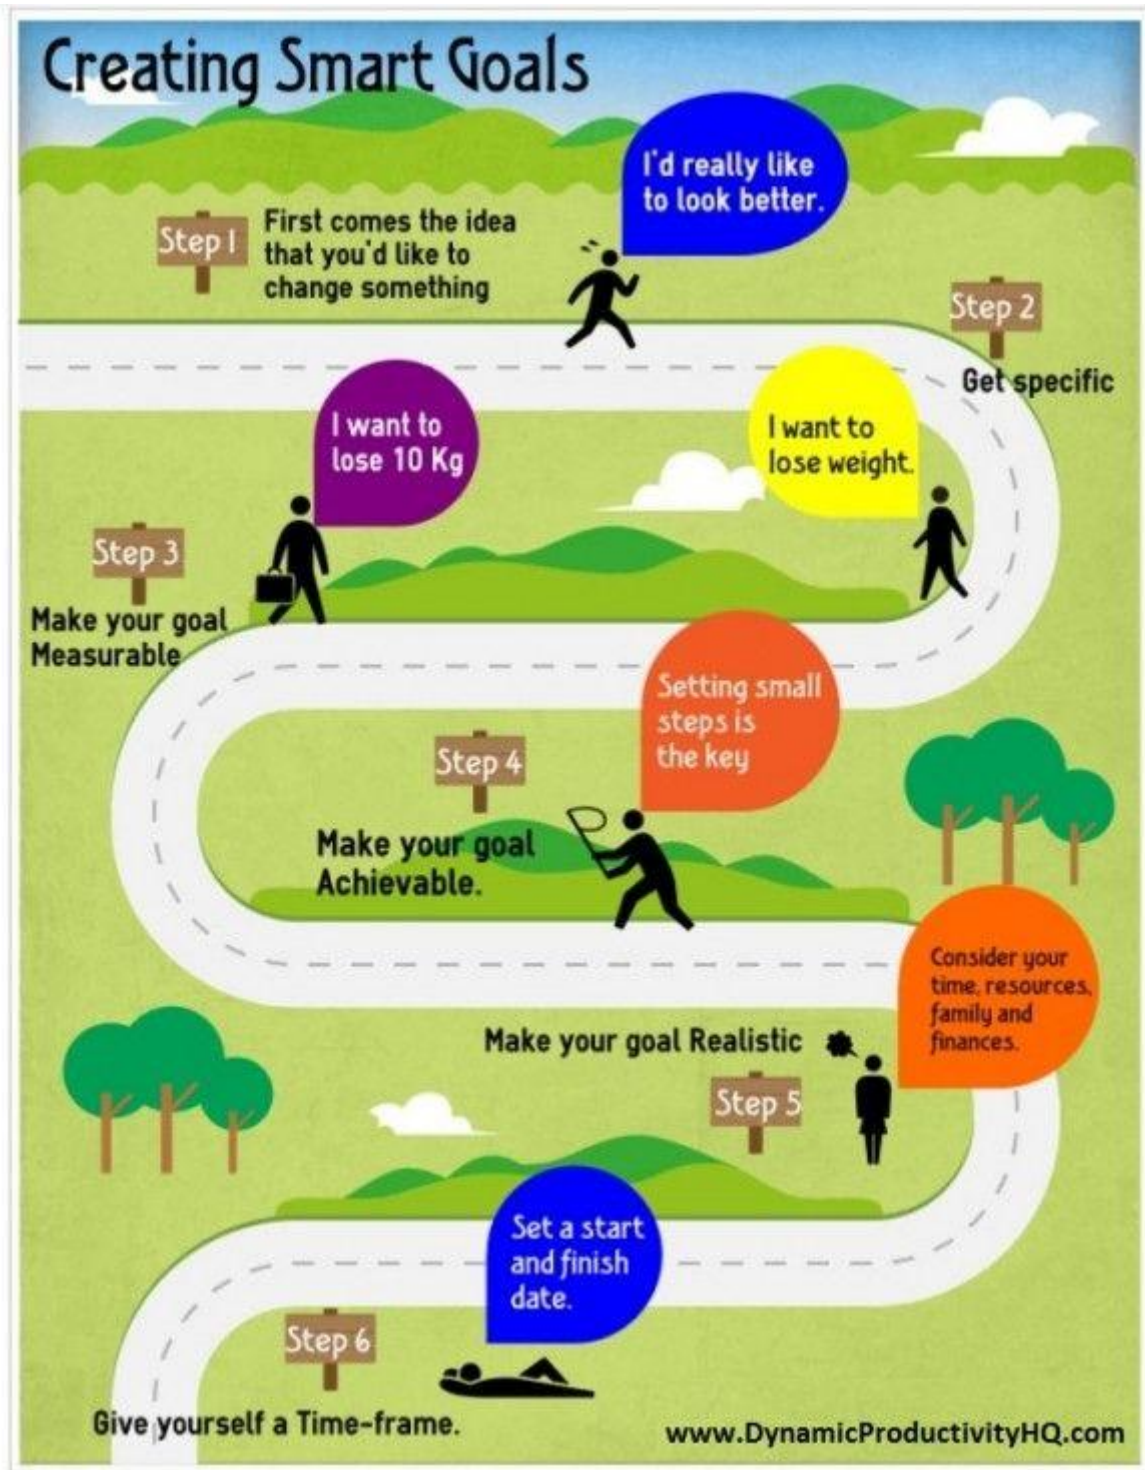 Creating Smart Goals
I'd really like
to look better.
Step 1
First comes the idea
that you'd like to
change something
Step 2
Get specific
I want to
lose weight.
I want to
lose 10 Kg
Step 3
Make your goal
Measurable
Setting small
steps is
the key
Step 4
Make your goal
Achievable.
Consider your
time, resources,
family and
finances.
Make your goal Realistic
Step 5
Set a start
and finish
date.
Step 6
Give yourself a Time-frame.
www.DynamicProductivityHQ.com